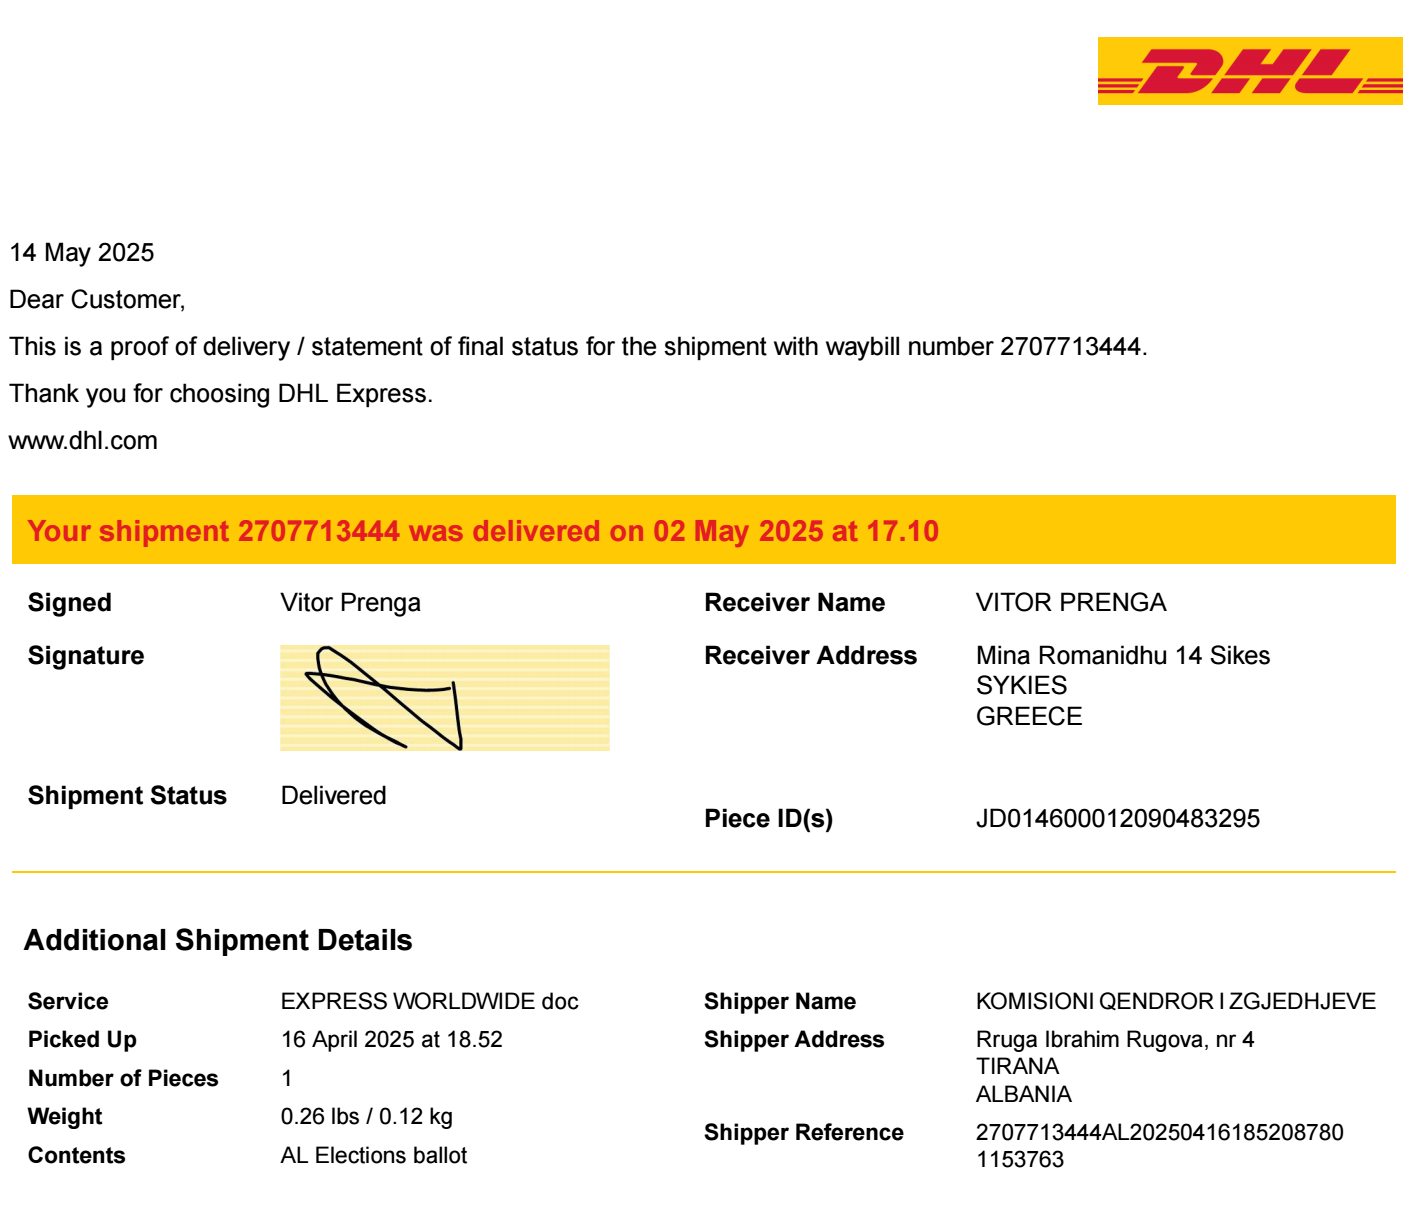 DHL
14 May 2025
Dear Customer,
This is a proof of delivery / statement of final status for the shipment with waybill number 2707713444.
Thank you for choosing DHL Express.
www.dhl.com
Your shipment 2707713444 was delivered on 02 May 2025 at 17.10
Signed Vitor Prenga
Receiver Name VITOR PRENGA
Signature
Receiver Address Mina Romanidhu 14 Sikes
SYKIES
GREECE
Shipment Status Delivered
Piece ID(s) JD014600012090483295
Additional Shipment Details
Service EXPRESS WORLDWIDE doc
Shipper Name KOMISIONI QENDROR I ZGJEDHJEVE
Picked Up 16 April 2025 at 18.52
Shipper Address Rruga Ibrahim Rugova, nr 4
TIRANA
ALBANIA
Number of Pieces 1
Weight 0.26 lbs / 0.12 kg
Shipper Reference 2707713444AL20250416185208780
1153763
Contents AL Elections ballot